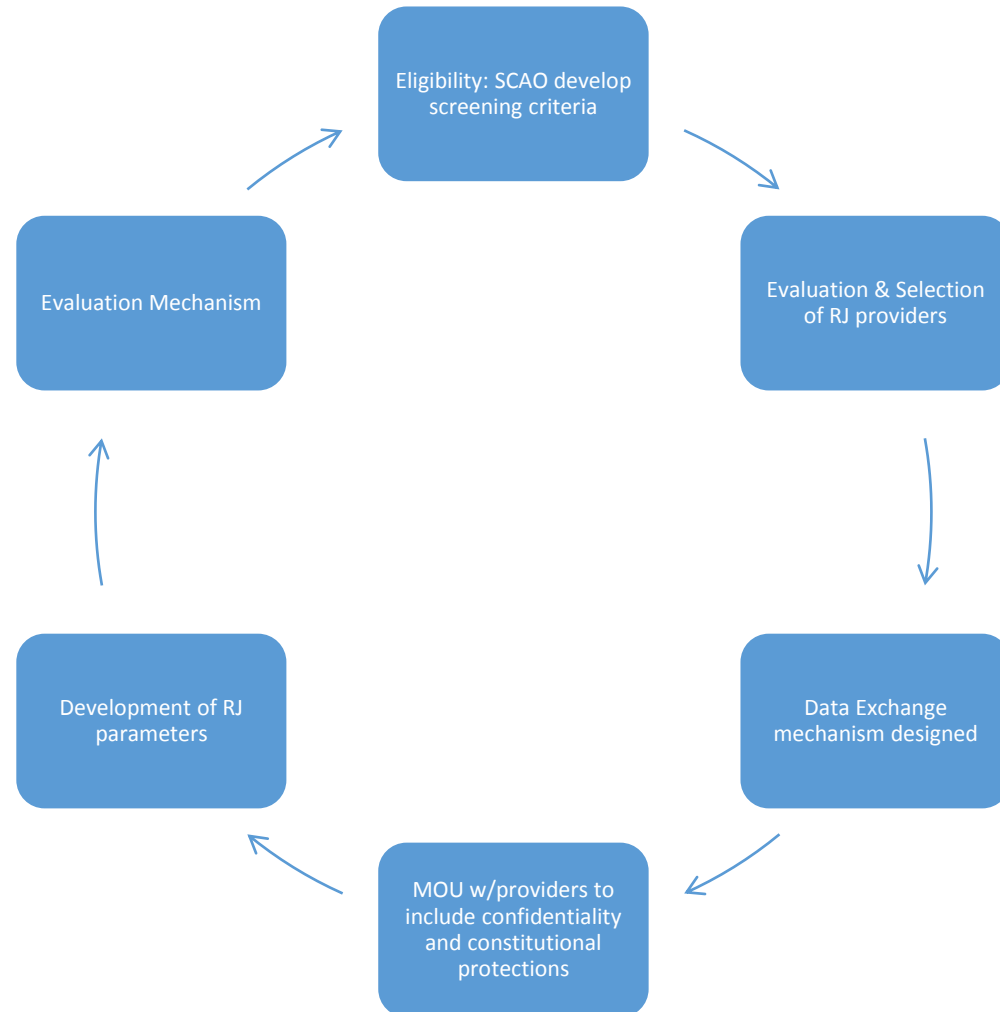 Eligibility: SCAO develop
screening criteria
Evaluation & Selection
of RJ providers
Data Exchange
mechanism designed
MOU w/providers to
include confidentiality
and constitutional
protections
Development of RJ
parameters
Evaluation Mechanism